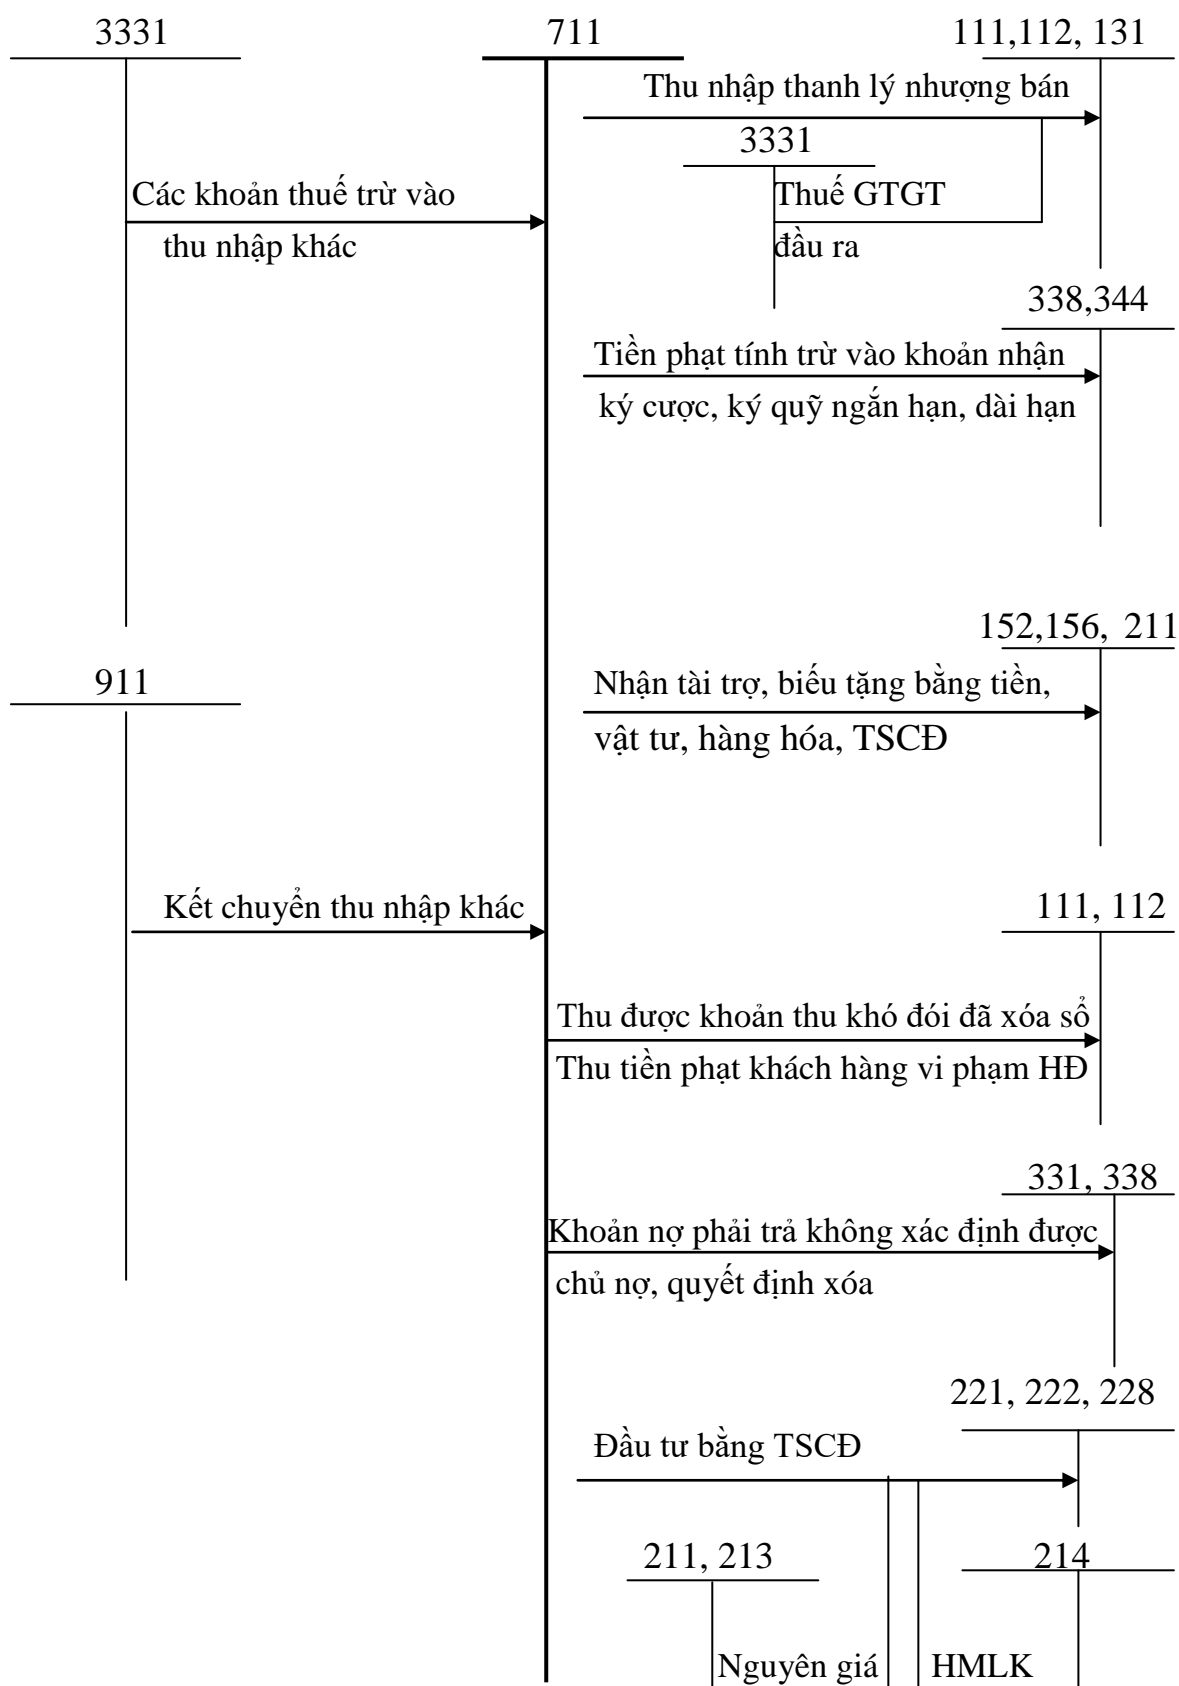 3331
711
111,112, 131
Thu nhập thanh lý nhượng bán
3331
Các khoản thuế trừ vào
thu nhập khác
Thuế GTGT
đầu ra
338,344
Tiền phạt tính trừ vào khoản nhận
ký cược, ký quỹ ngắn hạn, dài hạn
152,156, 211
911
Nhận tài trợ, biếu tặng bằng tiền,
vật tư, hàng hóa, TSCĐ
Kết chuyển thu nhập khác
111, 112
Thu được khoản thu khó đói đã xóa sổ
Thu tiền phạt khách hàng vi phạm HĐ
331, 338
Khoản nợ phải trả không xác định được
chủ nợ, quyết định xóa
221, 222, 228
Đầu tư bằng TSCĐ
211, 213
214
Nguyên giá
HMLK